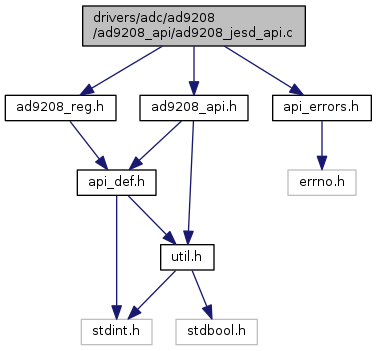 drivers/adc/ad9208
/ad9208_api/ad9208_jesd_api.c
ad9208_reg.h
ad9208_api.h
api_errors.h
api_def.h
errno.h
util.h
stdint.h
stdbool.h